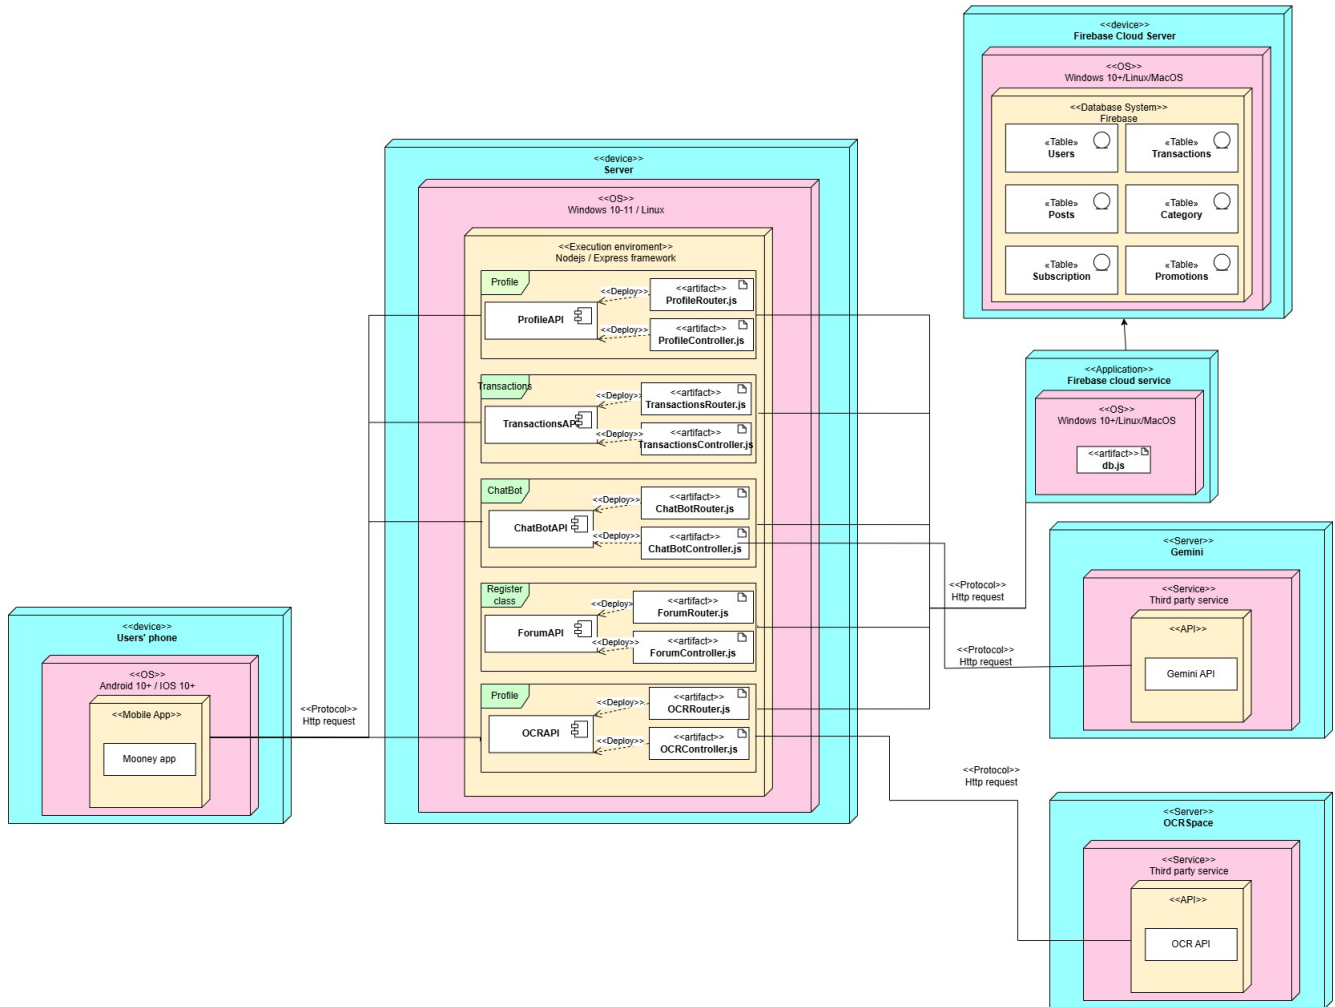 <<device>>
Users' phone
<<OS>>
Android 10+ / IOS 10+
<<Mobile App>>
Mooney app
<<Protocol>>
Http request
<<device>>
Server
<<OS>>
Windows 10-11 / Linux
<<Execution enviroment>>
Nodejs / Express framework
Profile
ProfileAPI
<<Deploy>>
<<artifact>>
ProfileRouter.js
<<Deploy>>
<<artifact>>
ProfileController.js
Transactions
TransactionsAPI
<<Deploy>>
<<artifact>>
TransactionsRouter.js
<<Deploy>>
<<artifact>>
TransactionsController.js
ChatBot
ChatBotAPI
<<Deploy>>
<<artifact>>
ChatBotRouter.js
<<Deploy>>
<<artifact>>
ChatBotController.js
Register
class
ForumAPI
<<Deploy>
<<artifact>>
ForumRouter.js
<<Deploy>>
<<artifact>>
ForumController.js
Profile
OCRAPI
<<Deploy>>
<<artifact>>
OCRRouter.js
<<Deploy>>
<<artifact>>
OCRController.js
<<device>>
Firebase Cloud Server
<<OS>>
Windows 10+/Linux/MacOS
<<Database System>>
Firebase
«Table»
Users
«Table»
Transactions
«Table»
Posts
«Table»
Category
«Table»
Subscription
«Table»
Promotions
<<Application>>
Firebase cloud service
<<OS>>
Windows 10+/Linux/MacOS
<<artifact>>
db.js
<<Protocol>>
Http request
<<Server>>
Gemini
<<Service>>
Third party service
<<API>>
Gemini API
<<Protocol>>
Http request
<<Protocol>>
Http request
<<Server>>
OCRSpace
<<Service>>
Third party service
<<API>>
OCR API